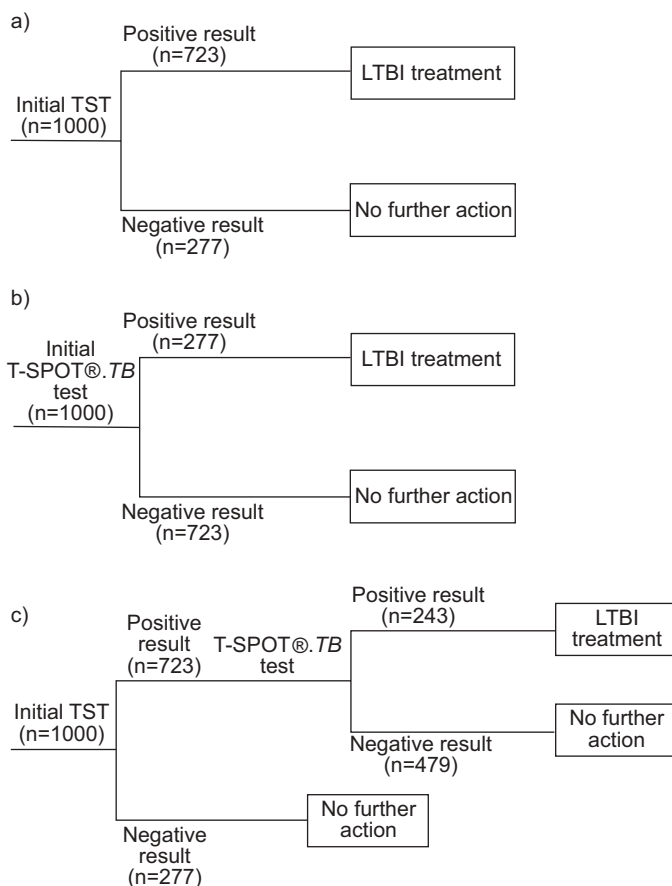 a)
Positive result
(n=723)
LTBI treatment
Initial TST
(n=1000)
No further action
Negative result
(n=277)
b)
Positive result
(n=277)
LTBI treatment
Initial
T-SPOT®.TB
test
(n=1000)
No further action
Negative result
(n=723)
c)
Positive result
(n=243)
LTBI
treatment
Positive
result
(n=723)
T-SPOT®.TB
test
Initial TST
(n=1000)
No further
action
Negative result
(n=479)
No further
action
Negative
result
(n=277)